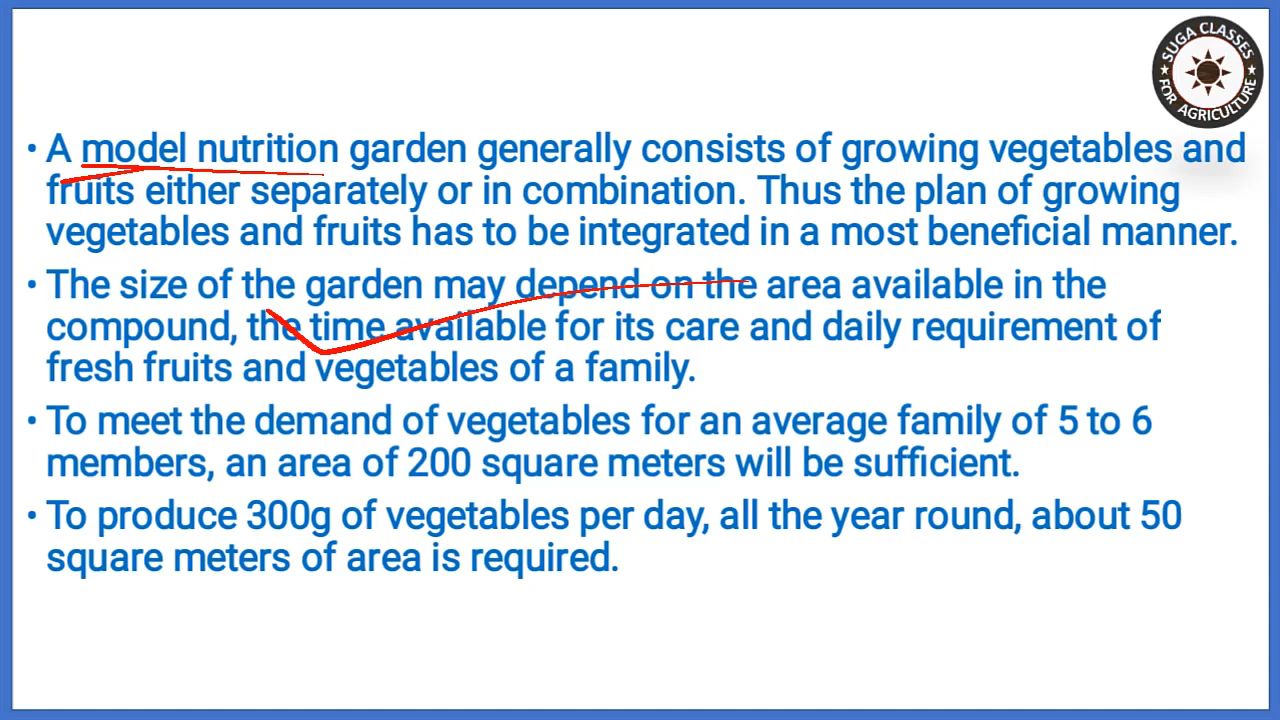 SUGA CLASSES
FOR AGRICULTURE
• A model nutrition garden generally consists of growing vegetables and
fruits either separately or in combination. Thus the plan of growing
vegetables and fruits has to be integrated in a most beneficial manner.
• The size of the garden may depend on the area available in the
compound, the time available for its care and daily requirement of
fresh fruits and vegetables of a family.
• To meet the demand of vegetables for an average family of 5 to 6
members, an area of 200 square meters will be sufficient.
• To produce 300g of vegetables per day, all the year round, about 50
square meters of area is required.